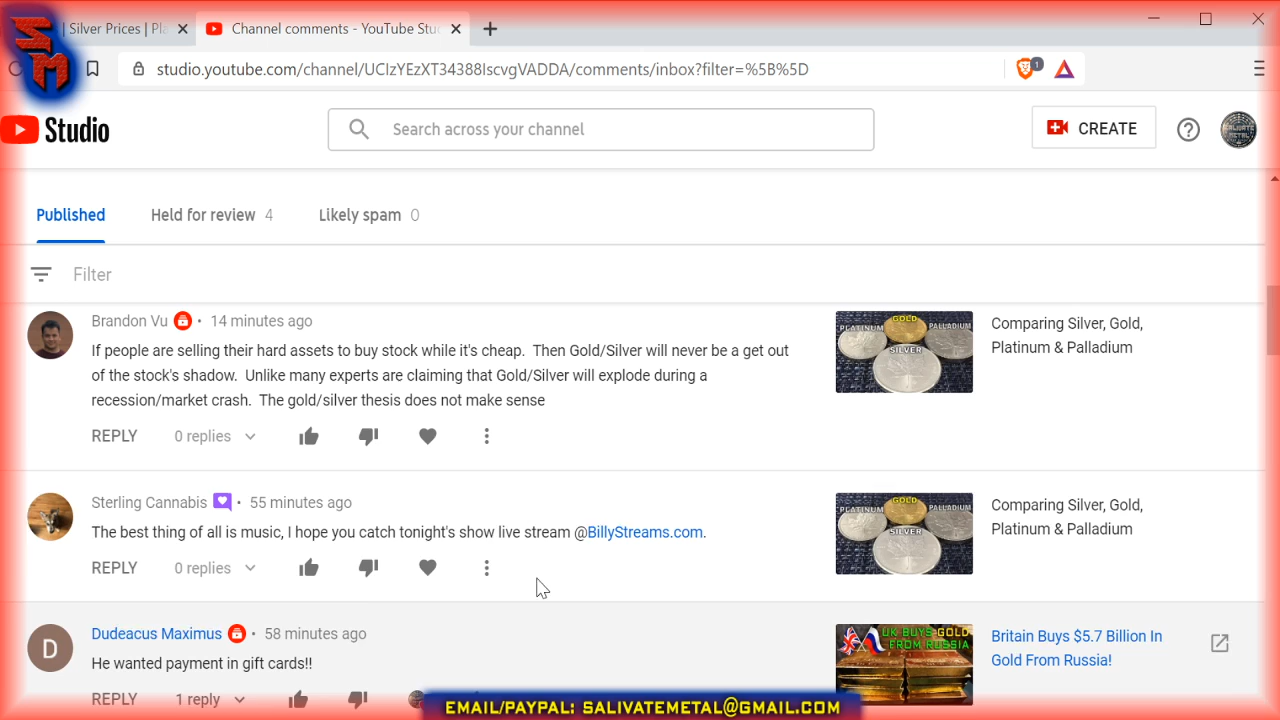 SM
| Silver Prices | Pla
Channel comments - YouTube Stu
studio.youtube.com/channel/UCIzYEzXT34388IscvgVADDA/comments/inbox?filter=%5B%5D
1
Studio
Search across your channel
CREATE
Published
Held for review 4
Likely spam 0
Filter
Brandon Vu • 14 minutes ago
If people are selling their hard assets to buy stock while it's cheap. Then Gold/Silver will never be a get out
of the stock's shadow. Unlike many experts are claiming that Gold/Silver will explode during a
recession/market crash. The gold/silver thesis does not make sense
REPLY 0 replies
PLATINUM GOLD PALLADIUM
SILVER
Comparing Silver, Gold,
Platinum & Palladium
Sterling Cannabis • 55 minutes ago
The best thing of all is music, I hope you catch tonight's show live stream @BillyStreams.com.
REPLY 0 replies
PLATINUM GOLD PALLADIUM
SILVER
Comparing Silver, Gold,
Platinum & Palladium
D
Dudeacus Maximus • 58 minutes ago
He wanted payment in gift cards!!
REPLY 1 reply
UK BUYS GOLD
FROM RUSSIA!
Britain Buys $5.7 Billion In
Gold From Russia!
EMAIL/PAYPAL: SALIVATEMETAL@GMAIL.COM